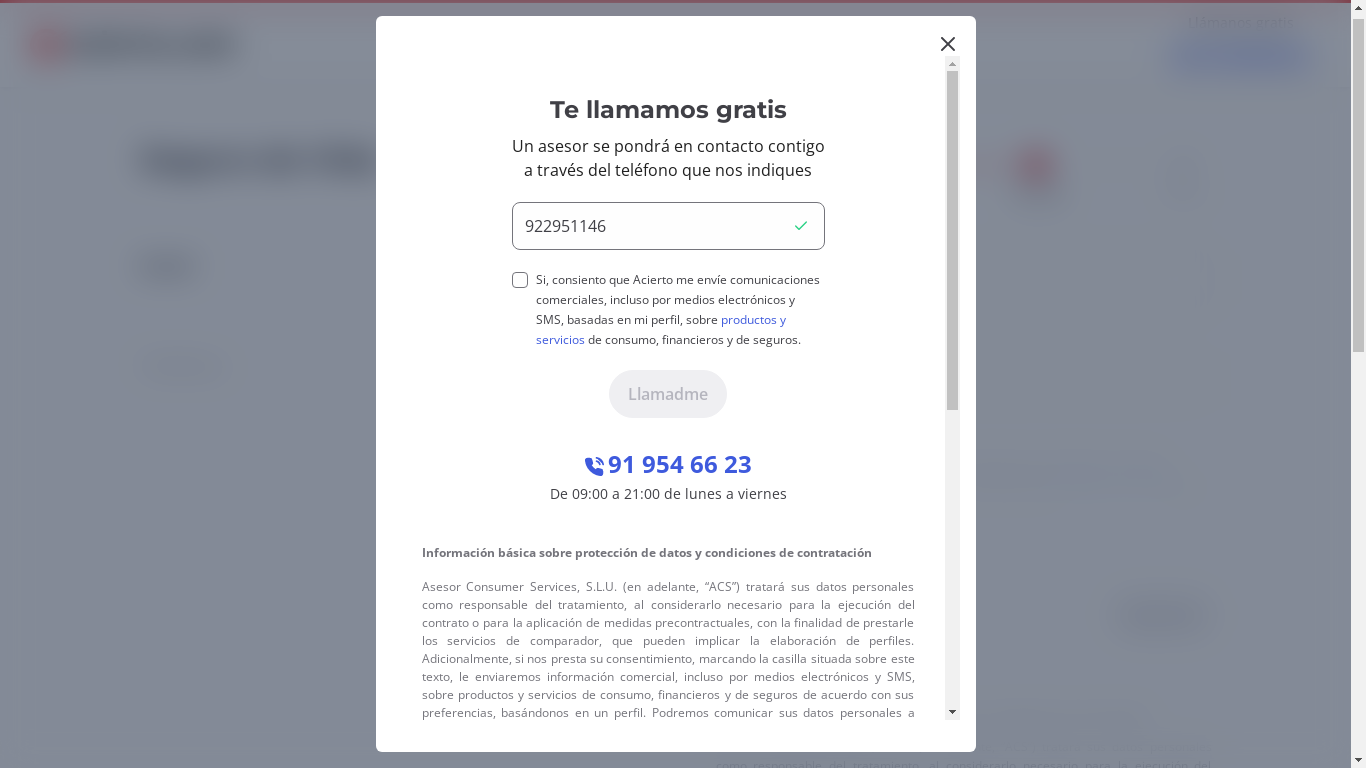 Te llamamos gratis
Un asesor se pondrá en contacto contigo
a través del teléfono que nos indiques
922951146
Si, consiento que Acierto me envíe comunicaciones
comerciales, incluso por medios electrónicos y
SMS, basadas en mi perfil, sobre productos y
servicios de consumo, financieros y de seguros.
Llamadme
91 954 66 23
De 09:00 a 21:00 de lunes a viernes
Información básica sobre protección de datos y condiciones de contratación
Asesor Consumer Services, S.L.U. (en adelante, “ACS”) tratará sus datos personales
como responsable del tratamiento, al considerarlo necesario para la ejecución del
contrato o para la aplicación de medidas precontractuales, con la finalidad de prestarle
los servicios de comparador, que pueden implicar la elaboración de perfiles.
Adicionalmente, si nos presta su consentimiento, marcando la casilla situada sobre este
texto, le enviaremos información comercial, incluso por medios electrónicos y SMS,
sobre productos y servicios de consumo, financieros y de seguros de acuerdo con sus
preferencias, basándonos en un perfil. Podremos comunicar sus datos personales a